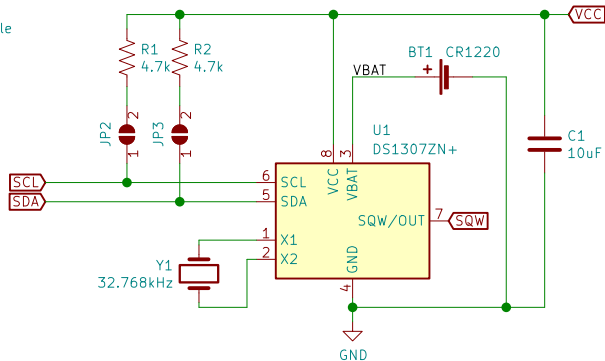 VCC
le
R1
4.7k
R2
4.7k
BT1 CR1220
+
VBAT
JP2
2
1
JP3
2
1
U1
DS1307ZN+
C1
10uF
8
3
VCC
VBAT
SCL
6
SCL
SDA
5
SDA
SQW/OUT
7
SQW
1
X1
2
X2
GND
4
Y1
32.768kHz
GND